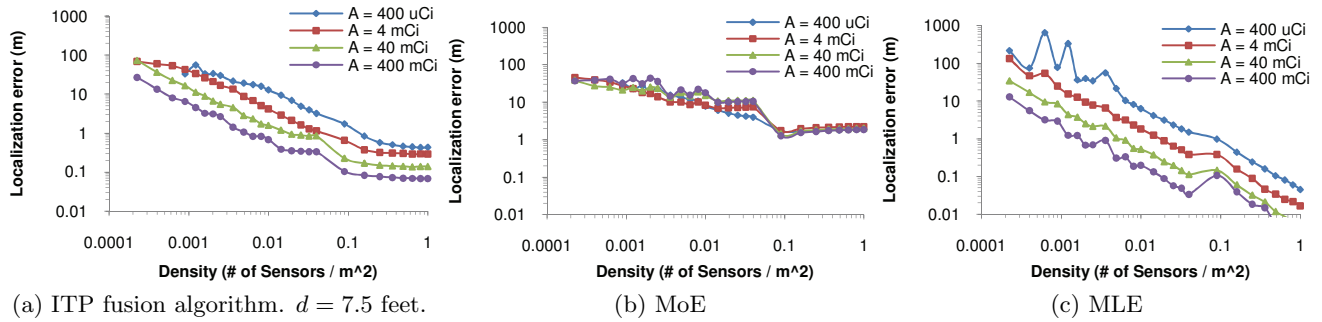 Localization error (m)
1000
100
10
1
0.1
0.01
0.0001
0.001
0.01
0.1
1
Density (# of Sensors / m^2)
A = 400 uCi
A = 4 mCi
A = 40 mCi
A = 400 mCi
(a) ITP fusion algorithm. d = 7.5 feet.
Localization error (m)
1000
100
10
1
0.1
0.01
0.0001
0.001
0.01
0.1
1
Density (# of Sensors / m^2)
A = 400 uCi
A = 4 mCi
A = 40 mCi
A = 400 mCi
(b) MoE
Localization error (m)
1000
100
10
1
0.1
0.01
0.0001
0.001
0.01
0.1
1
Density (# of Sensors / m^2)
A = 400 uCi
A = 4 mCi
A = 40 mCi
A = 400 mCi
(c) MLE